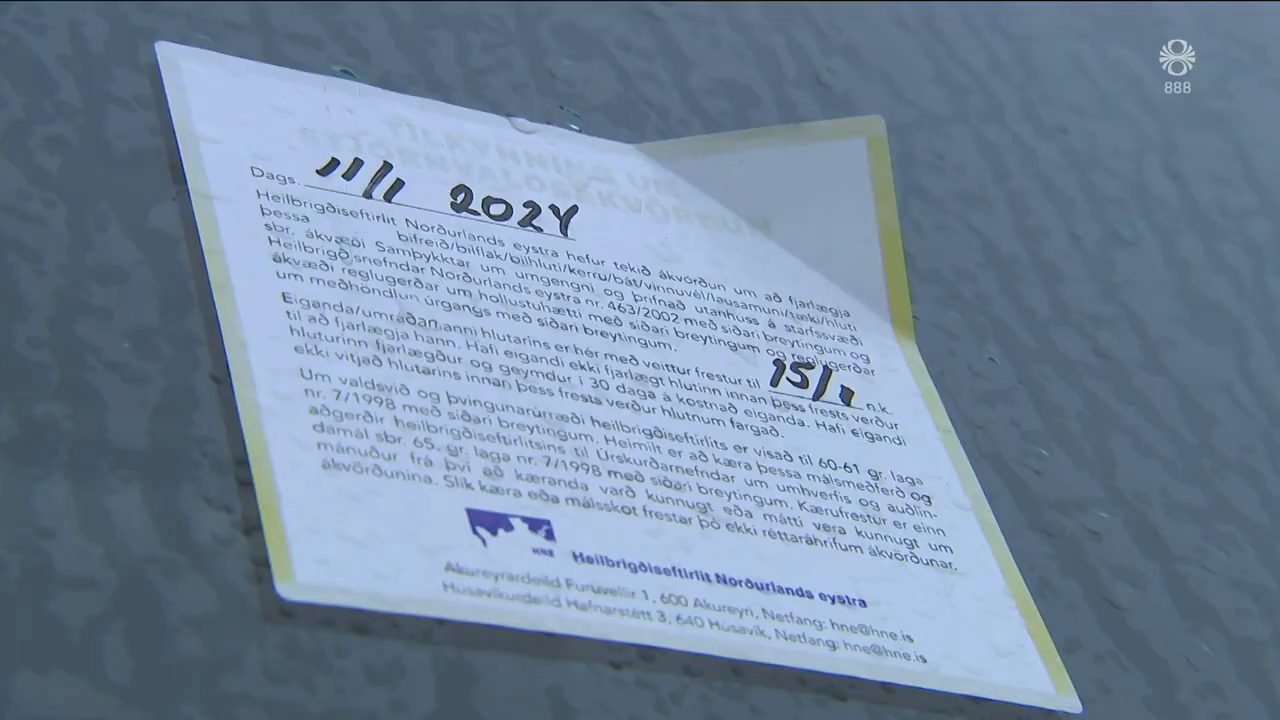 888
TILKYNNING UM
STJÓRNVALDSÁKVÖRÐUN
Dags. 11/1 2024
Heilbrigðiseftirlit Norðurlands eystra hefur tekið ákvörðun um að fjarlægja
þessa bifreið/bílflak/bílhluti/kerru/bát/vinnuvél/lausamuni/tæki/hluti
sbr. ákvæði Samþykktar um umgengni og þrifnað utanhúss á starfssvæði
Heilbrigðisnefndar Norðurlands eystra nr. 463/2002 með síðari breytingum og
ákvæði reglugerðar um hollustuhætti með síðari breytingum og reglugerðar
um meðhöndlun úrgangs með síðari breytingum.
Eiganda/umráðamanni hlutarins er hér með veittur frestur til 15/1 n.k.
til að fjarlægja hann. Hafi eigandi ekki fjarlægt hlutinn innan þess frests verður
hluturinn fjarlægður og geymdur í 30 daga á kostnað eiganda. Hafi eigandi
ekki vitjað hlutarins innan þess frests verður hlutnum fargað.
Um valdsvið og þvingunarúrræði heilbrigðiseftirlits er vísað til 60-61 gr. laga
nr. 7/1998 með síðari breytingum. Heimilt er að kæra þessa málsmeðferð og
aðgerðir heilbrigðiseftirlitsins til Úrskurðarnefndar um umhverfis og auðlin-
damál sbr. 65. gr. laga nr. 7/1998 með síðari breytingum. Kærufrestur er einn
mánuður frá því að kæranda varð kunnugt eða mátti vera kunnugt um
ákvörðunina. Slík kæra eða málsskot frestar þó ekki réttaráhrifum ákvörðunar.
HNE
Heilbrigðiseftirlit Norðurlands eystra
Akureyrardeild Furuvellir 1, 600 Akureyri, Netfang: hne@hne.is
Húsavíkurdeild Hafnarstétt 3, 640 Húsavík, Netfang: hne@hne.is